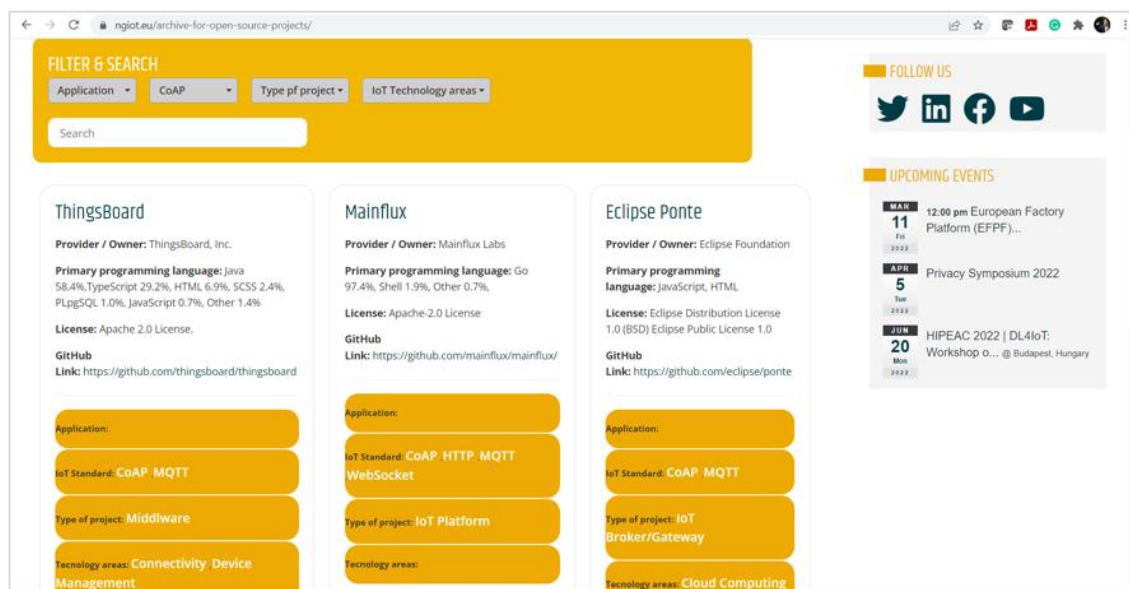 ngiot.eu/archive-for-open-source-projects/
FILTER & SEARCH
Application
CoAP
Type pf project
IoT Technology areas
Search
ThingsBoard
Provider / Owner: ThingsBoard, Inc.
Primary programming language: Java
58.4%,TypeScript 29.2%, HTML 6.9%, SCSS 2.4%,
PLpgSQL 1.0%, JavaScript 0.7%, Other 1.4%
License: Apache 2.0 License.
GitHub
Link: https://github.com/thingsboard/thingsboard
Application:
IoT Standard: CoAP MQTT
Type of project: Middlware
Tecnology areas: Connectivity Device
Management
Mainflux
Provider / Owner: Mainflux Labs
Primary programming language: Go
97.4%, Shell 1.9%, Other 0.7%,
License: Apache-2.0 License
GitHub
Link: https://github.com/mainflux/mainflux/
Application:
IoT Standard: CoAP HTTP MQTT
WebSocket
Type of project: IoT Platform
Tecnology areas:
Eclipse Ponte
Provider / Owner: Eclipse Foundation
Primary programming
language: JavaScript, HTML
License: Eclipse Distribution License
1.0 (BSD) Eclipse Public License 1.0
GitHub
Link: https://github.com/eclipse/ponte
Application:
IoT Standard: CoAP MQTT
Type of project: IoT
Broker/Gateway
Tecnology areas: Cloud Computing
FOLLOW US
UPCOMING EVENTS
MAR
11
Fri
2022
12:00 pm European Factory
Platform (EFPF)...
APR
5
Tue
2022
Privacy Symposium 2022
JUN
20
Mon
2022
HIPEAC 2022 | DL4IoT:
Workshop o... @ Budapest, Hungary